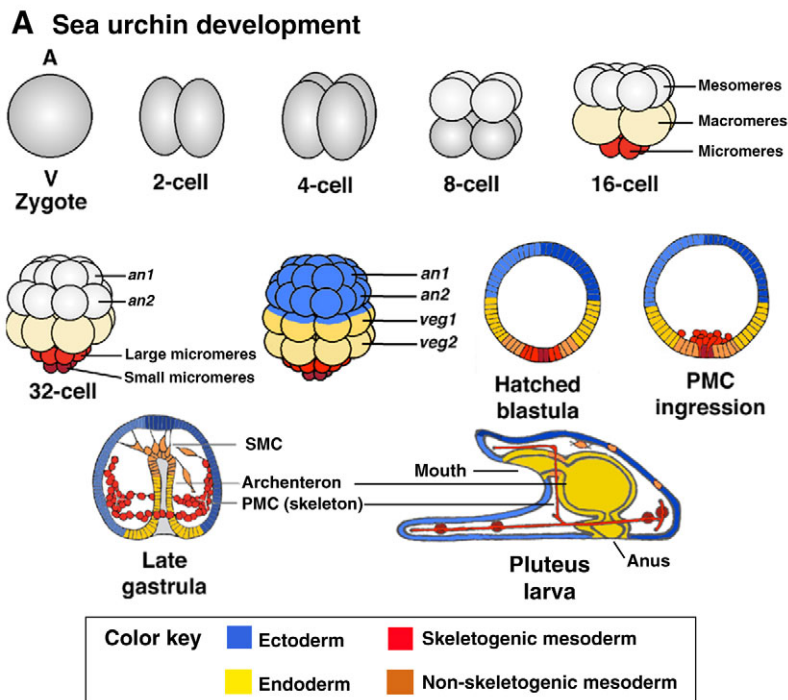 A Sea urchin development
A
V
Zygote
2-cell
4-cell
8-cell
16-cell
Mesomeres
Macromeres
Micromeres
an1
an2
Large micromeres
Small micromeres
32-cell
an1
an2
veg1
veg2
Hatched
blastula
PMC
ingression
SMC
Archenteron
PMC (skeleton)
Late
gastrula
Mouth
Anus
Pluteus
larva
Color key
Ectoderm
Skeletogenic mesoderm
Endoderm
Non-skeletogenic mesoderm